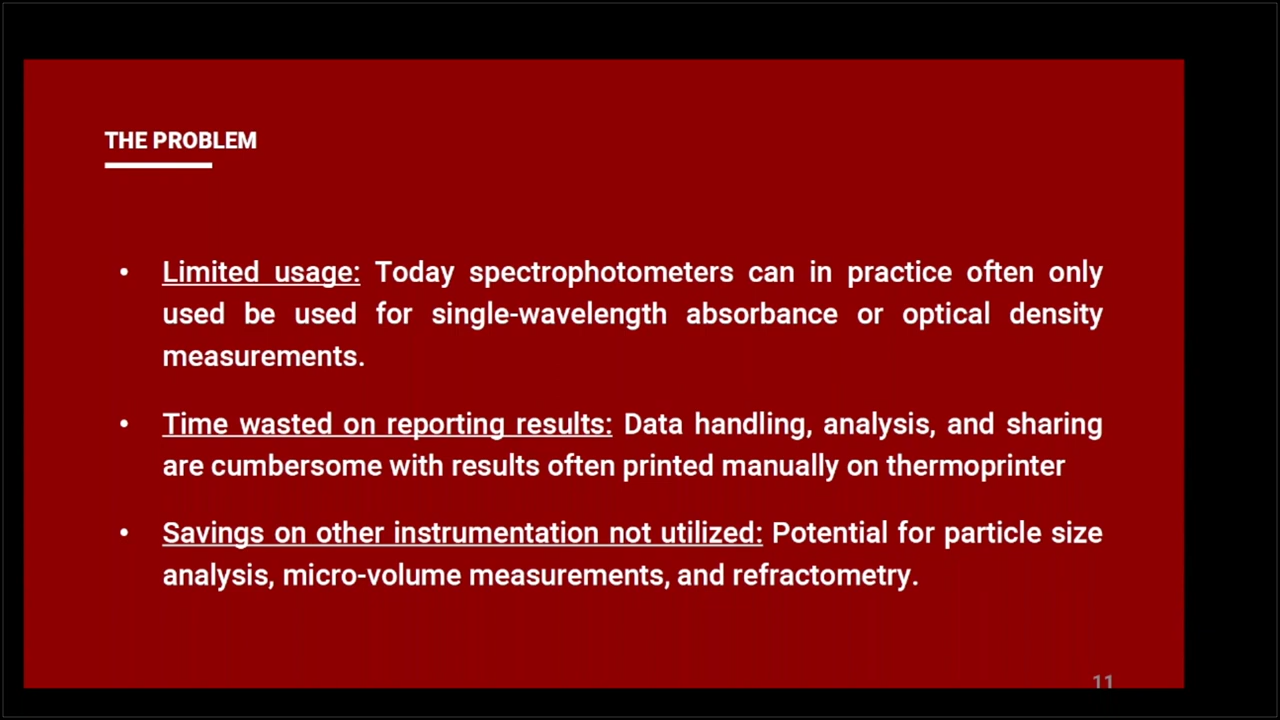 THE PROBLEM
• Limited usage: Today spectrophotometers can in practice often only
used be used for single-wavelength absorbance or optical density
measurements.
• Time wasted on reporting results: Data handling, analysis, and sharing
are cumbersome with results often printed manually on thermoprinter
• Savings on other instrumentation not utilized: Potential for particle size
analysis, micro-volume measurements, and refractometry.
11